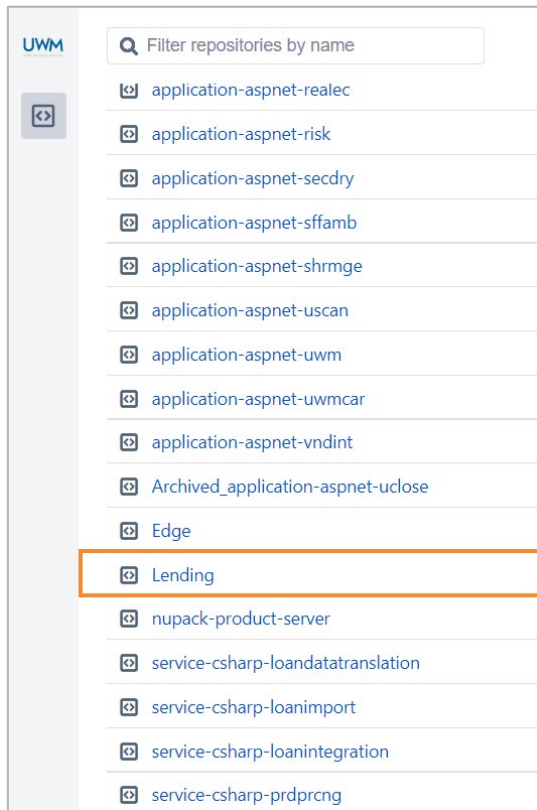 UWM
Filter repositories by name
application-aspnet-realec
application-aspnet-risk
application-aspnet-secdry
application-aspnet-sffamb
application-aspnet-shrmge
application-aspnet-uscan
application-aspnet-uwm
application-aspnet-uwmcar
application-aspnet-vndint
Archived_application-aspnet-uclose
Edge
Lending
nupack-product-server
service-csharp-loandatatranslation
service-csharp-loanimport
service-csharp-loanintegration
service-csharp-prdprcng